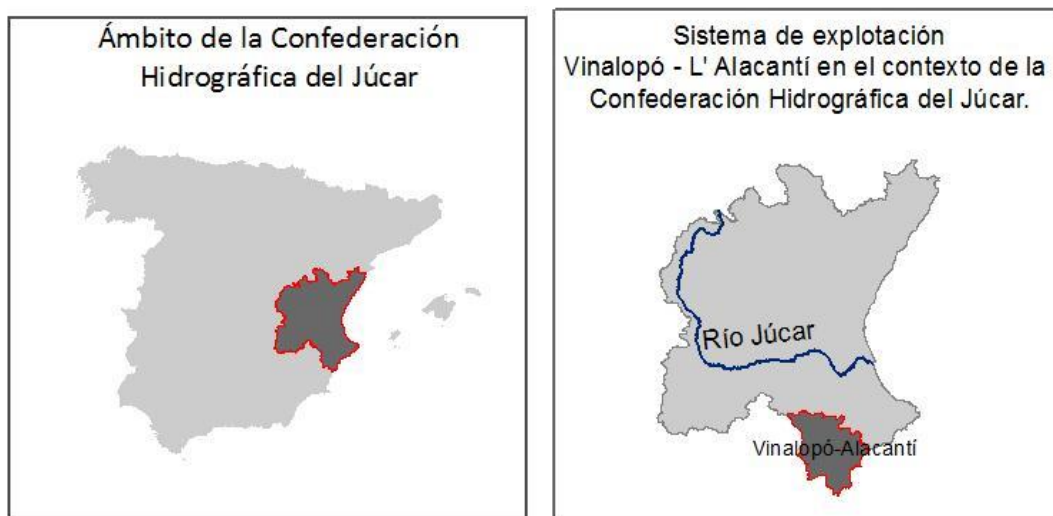 Ámbito de la Confederación
Hidrográfica del Júcar
Sistema de explotación
Vinalopó - L' Alacantí en el contexto de la
Confederación Hidrográfica del Júcar.
Río Júcar
Vinalopó-Alacantí